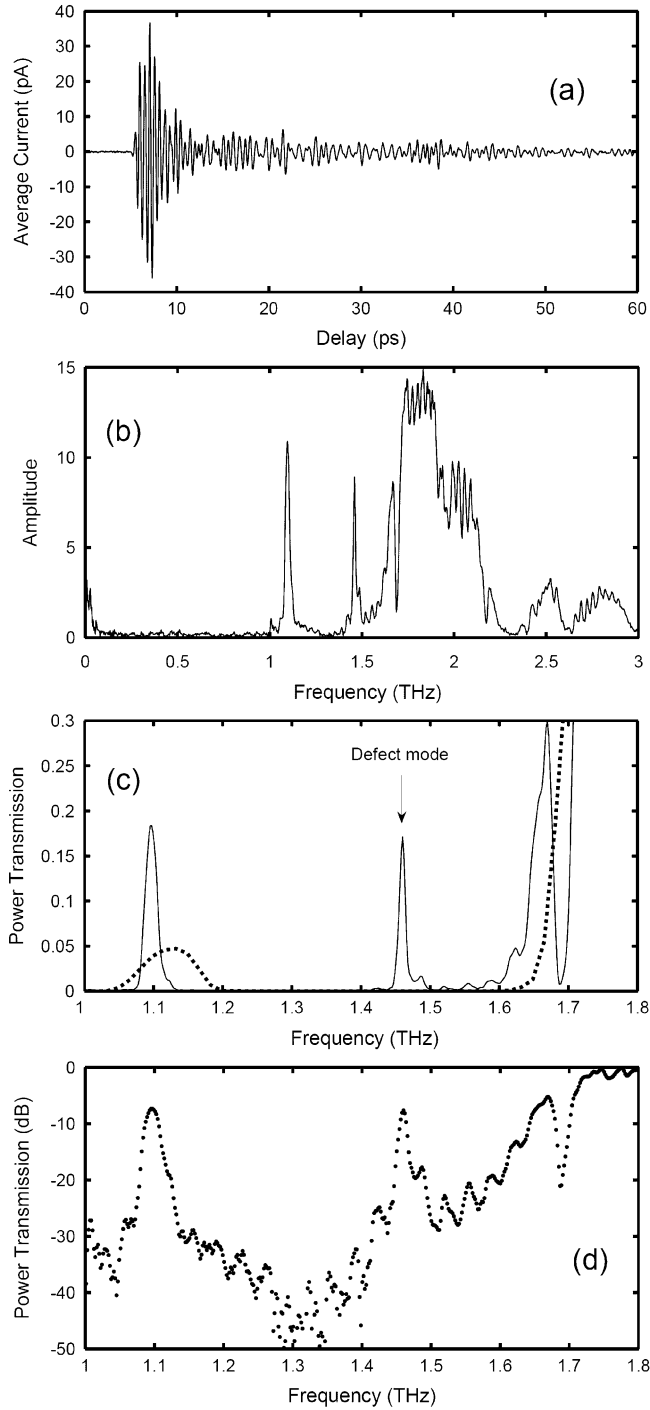 40
30
20
10
0
-10
-20
-30
-40
Average Current (pA)
(a)
0 10 20 30 40 50 60
Delay (ps)
15
10
5
0
Amplitude
(b)
0 0.5 1 1.5 2 2.5 3
Frequency (THz)
0.3
0.25
0.2
0.15
0.1
0.05
0
Power Transmission
(c)
Defect mode
1 1.1 1.2 1.3 1.4 1.5 1.6 1.7 1.8
Frequency (THz)
0
-10
-20
-30
-40
-50
Power Transmission (dB)
(d)
1 1.1 1.2 1.3 1.4 1.5 1.6 1.7 1.8
Frequency (THz)